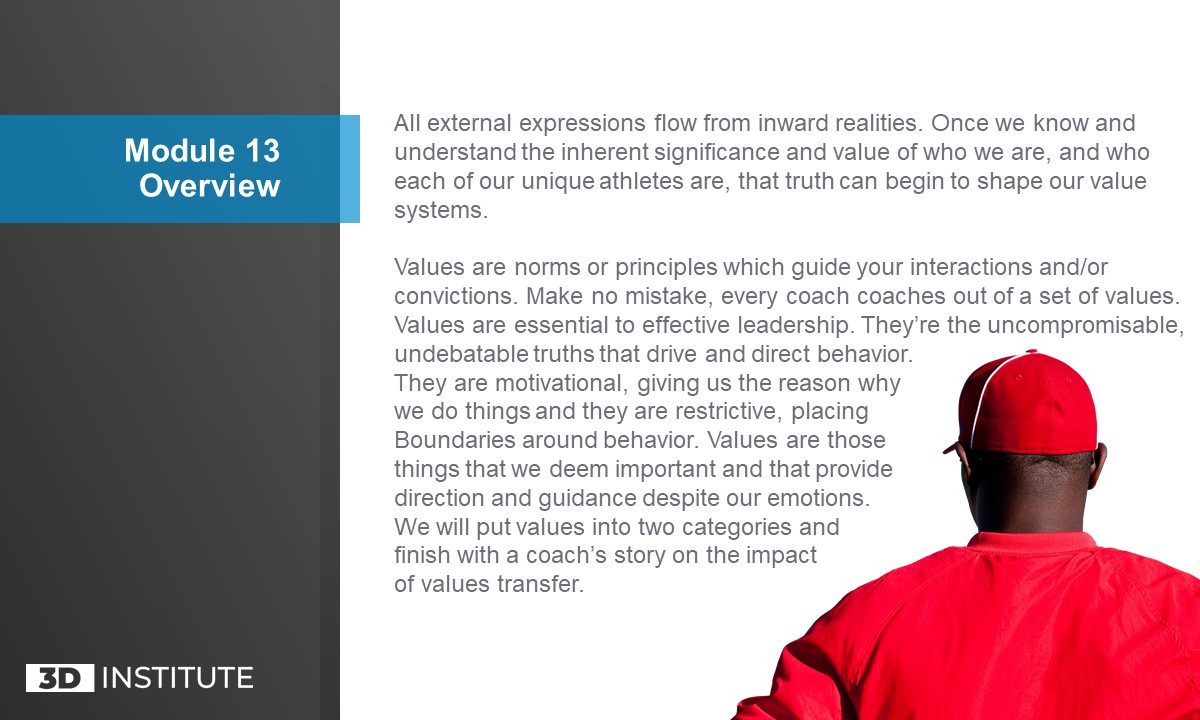 Module 13
Overview
All external expressions flow from inward realities. Once we know and
understand the inherent significance and value of who we are, and who
each of our unique athletes are, that truth can begin to shape our value
systems.
Values are norms or principles which guide your interactions and/or
convictions. Make no mistake, every coach coaches out of a set of values.
Values are essential to effective leadership. They’re the uncompromisable,
undebatable truths that drive and direct behavior.
They are motivational, giving us the reason why
we do things and they are restrictive, placing
Boundaries around behavior. Values are those
things that we deem important and that provide
direction and guidance despite our emotions.
We will put values into two categories and
finish with a coach’s story on the impact
of values transfer.
3D INSTITUTE